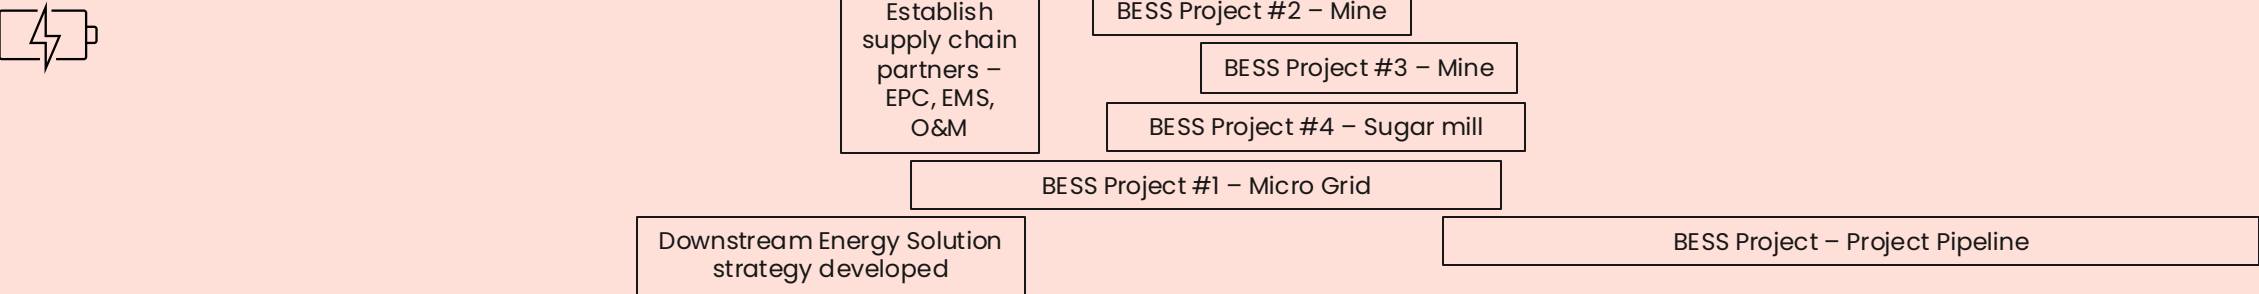 Establish
supply chain
partners –
EPC, EMS,
O&M
BESS Project #2 – Mine
BESS Project #3 – Mine
BESS Project #4 – Sugar mill
BESS Project #1 – Micro Grid
Downstream Energy Solution
strategy developed
BESS Project – Project Pipeline